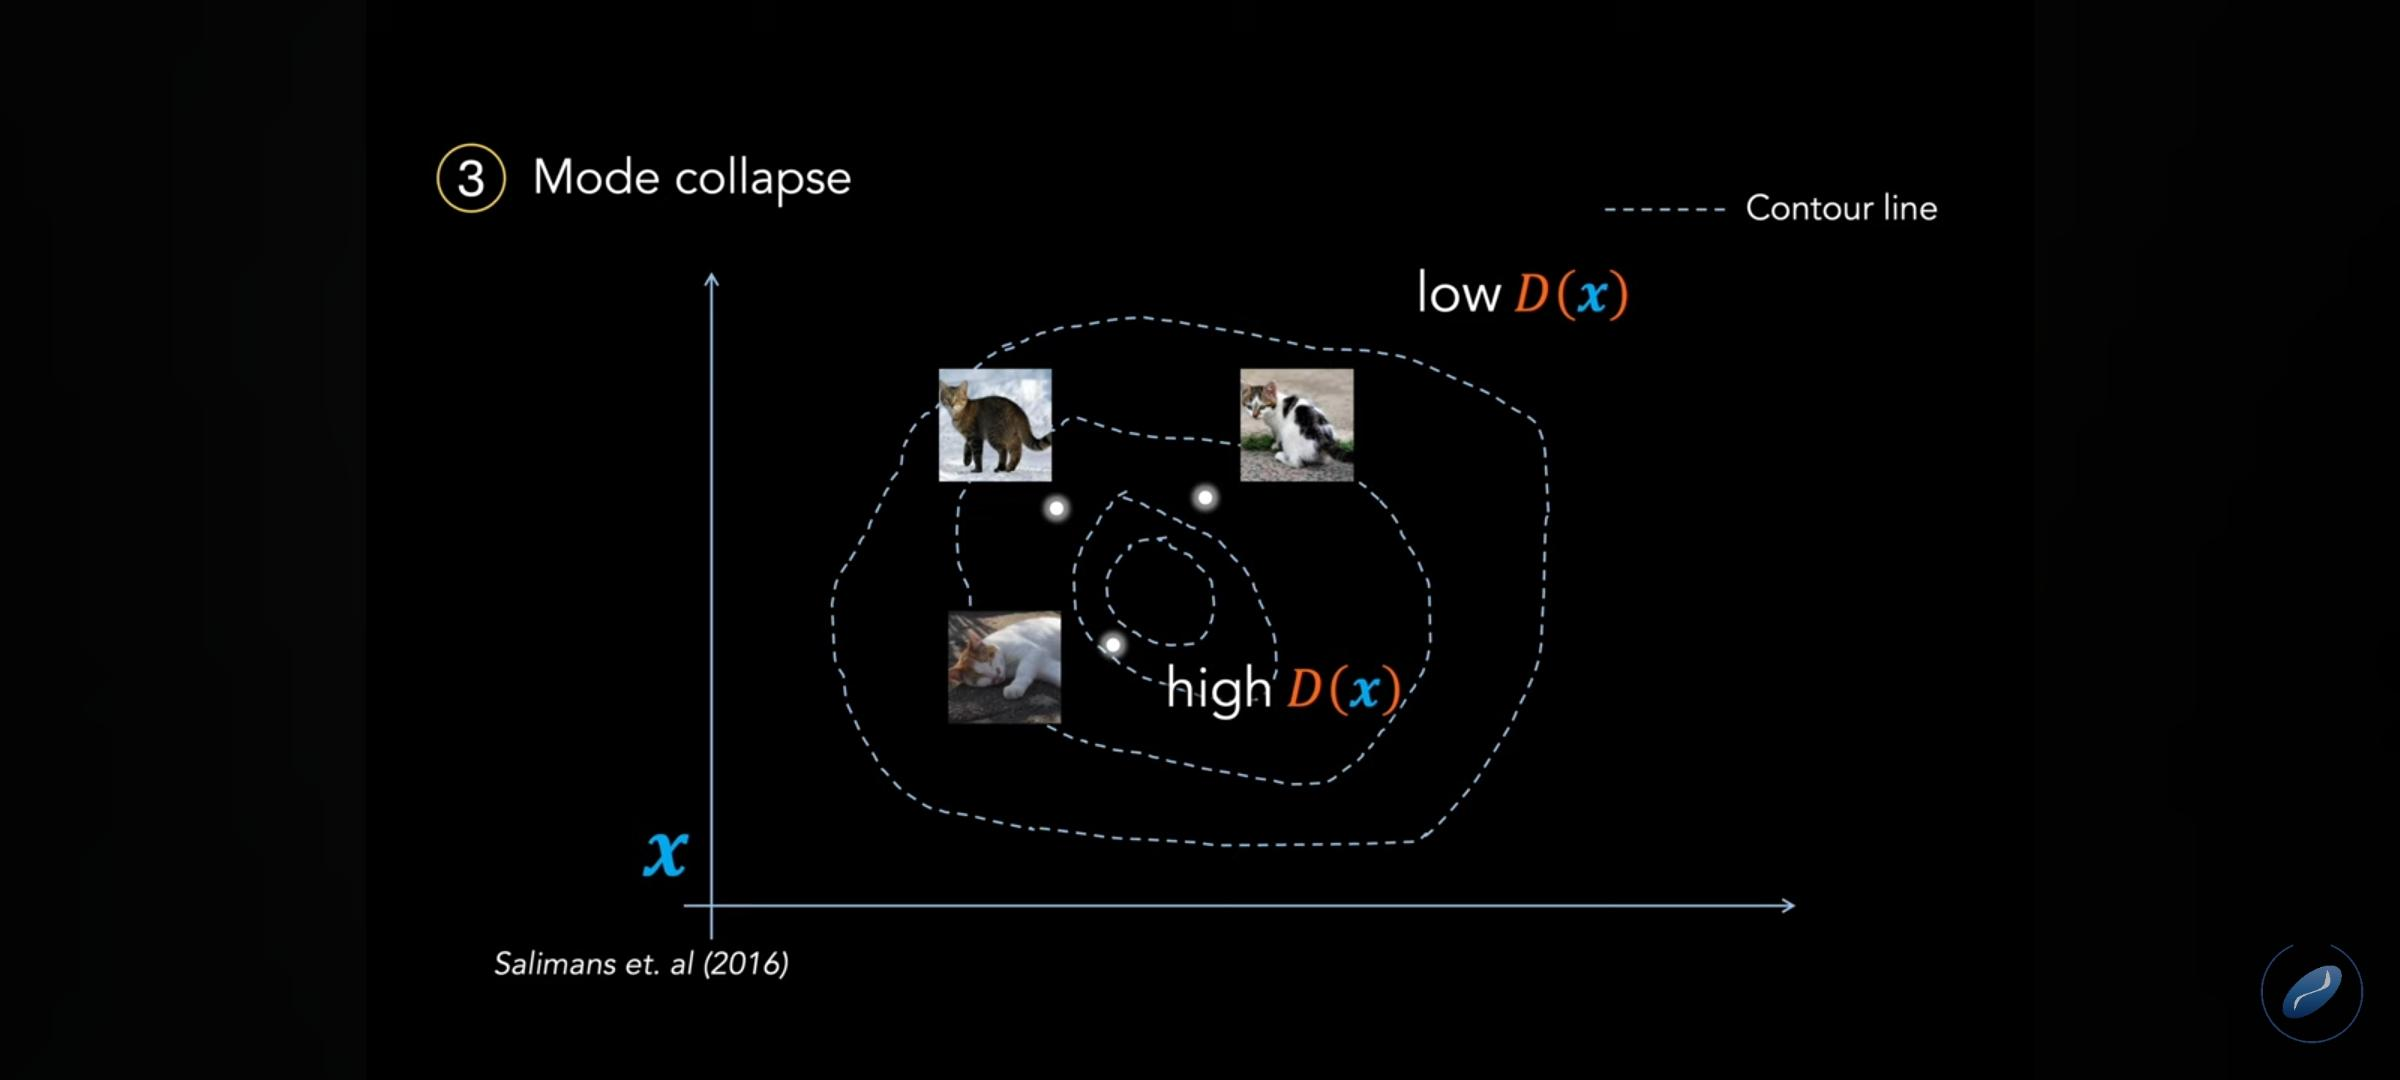 3 Mode collapse
Contour line
low D(x)
high D(x)
x
Salimans et. al (2016)